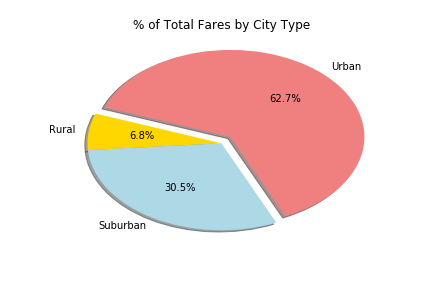 % of Total Fares by City Type
Urban
62.7%
Rural
6.8%
30.5%
Suburban